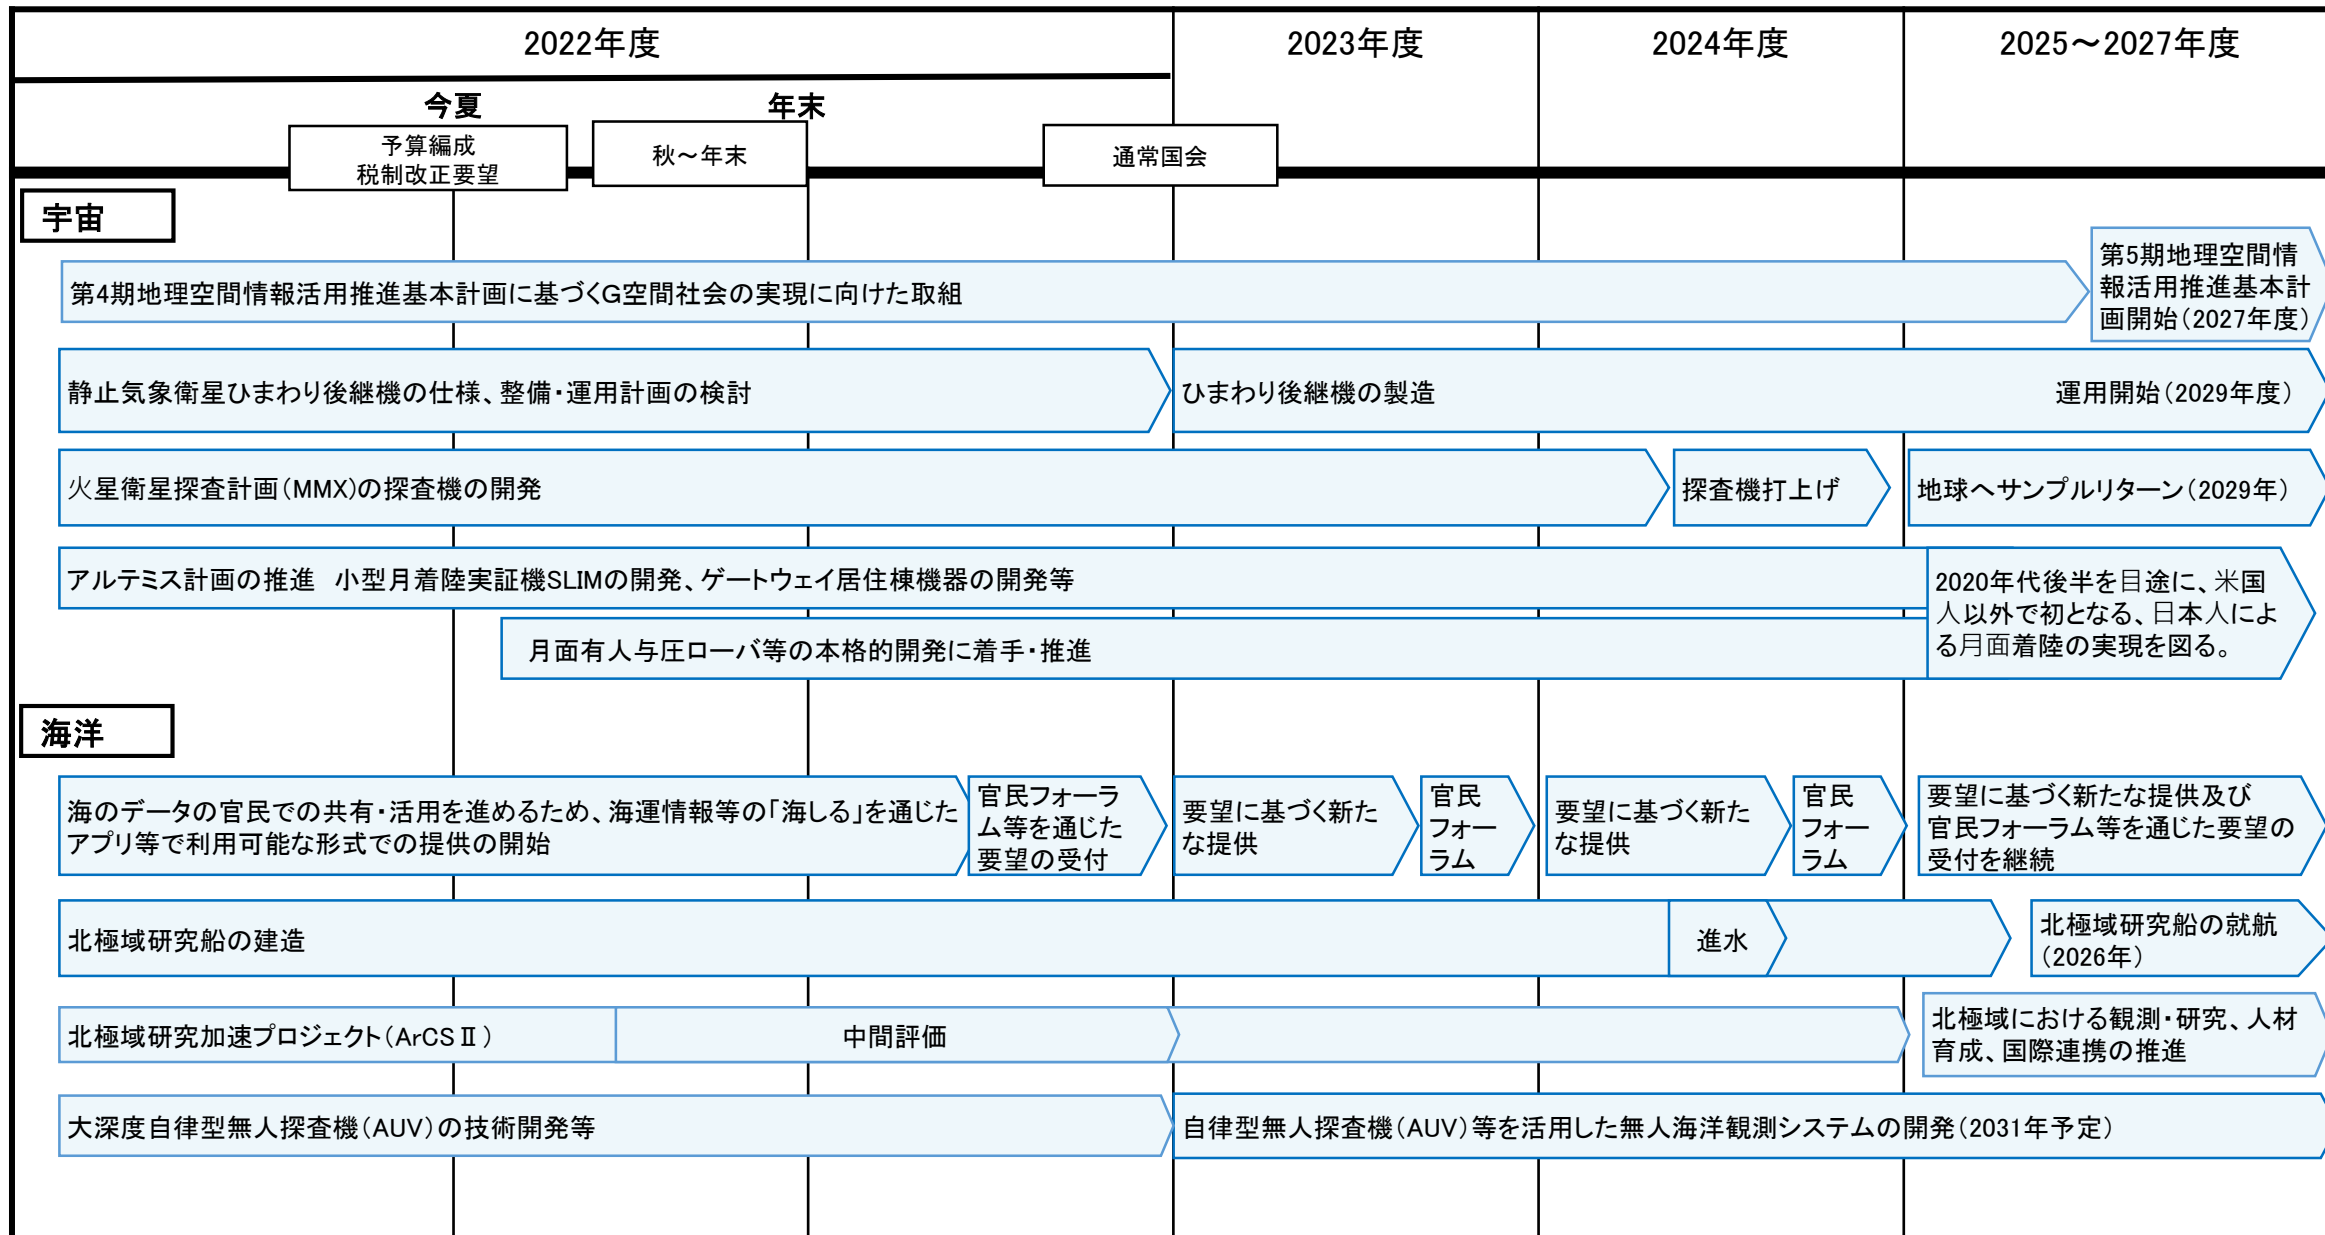 2022年度
2023年度
2024年度
2025～2027年度
今夏
年末
予算編成
税制改正要望
秋～年末
通常国会
宇宙
第4期地理空間情報活用推進基本計画に基づくG空間社会の実現に向けた取組
第5期地理空間情
報活用推進基本計
画開始（2027年度）
静止気象衛星ひまわり後継機の仕様、整備・運用計画の検討
ひまわり後継機の製造
運用開始（2029年度）
火星衛星探査計画（MMX)の探査機の開発
探査機打上げ
地球へサンプルリターン（2029年）
アルテミス計画の推進　小型月着陸実証機SLIMの開発、ゲートウェイ居住棟機器の開発等
月面有人与圧ローバ等の本格的開発に着手・推進
2020年代後半を目途に、米国
人以外で初となる、日本人によ
る月面着陸の実現を図る。
海洋
海のデータの官民での共有・活用を進めるため、海運情報等の「海しる」を通じた
アプリ等で利用可能な形式での提供の開始
官民フォーラ
ム等を通じた
要望の受付
要望に基づく新た
な提供
官民
フォー
ラム
要望に基づく新た
な提供
官民
フォー
ラム
要望に基づく新たな提供及び
官民フォーラム等を通じた要望の
受付を継続
北極域研究船の建造
進水
北極域研究船の就航
（2026年）
北極域研究加速プロジェクト（ArCSⅡ）
中間評価
北極域における観測・研究、人材
育成、国際連携の推進
大深度自律型無人探査機（AUV）の技術開発等
自律型無人探査機（AUV）等を活用した無人海洋観測システムの開発（2031年予定）